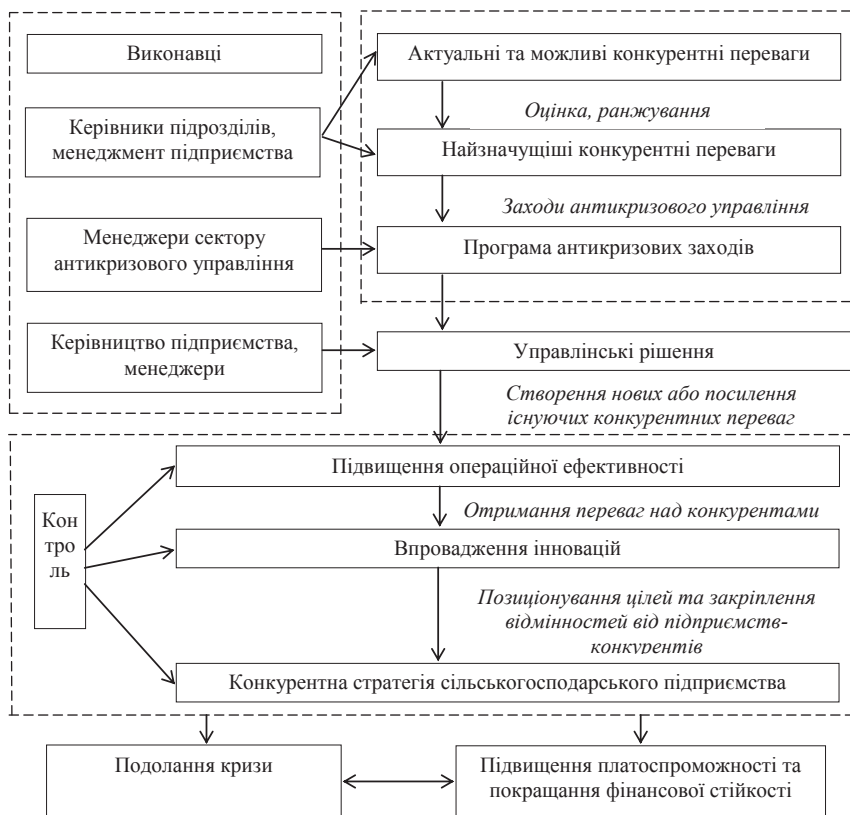 Виконавці
Керівники підрозділів,
менеджмент підприємства
Менеджери сектору
антикризового управління
Керівництво підприємства,
менеджери
Актуальні та можливі конкурентні переваги
Оцінка, ранжування
Найзначущіші конкурентні переваги
Заходи антикризового управління
Програма антикризових заходів
Управлінські рішення
Створення нових або посилення
існуючих конкурентних переваг
Кон
тро
ль
Підвищення операційної ефективності
Отримання переваг над конкурентами
Впровадження інновацій
Позиціонування цілей та закріплення
відмінностей від підприємств-
конкурентів
Конкурентна стратегія сільськогосподарського підприємства
Подолання кризи
Підвищення платоспроможності та
покращання фінансової стійкості